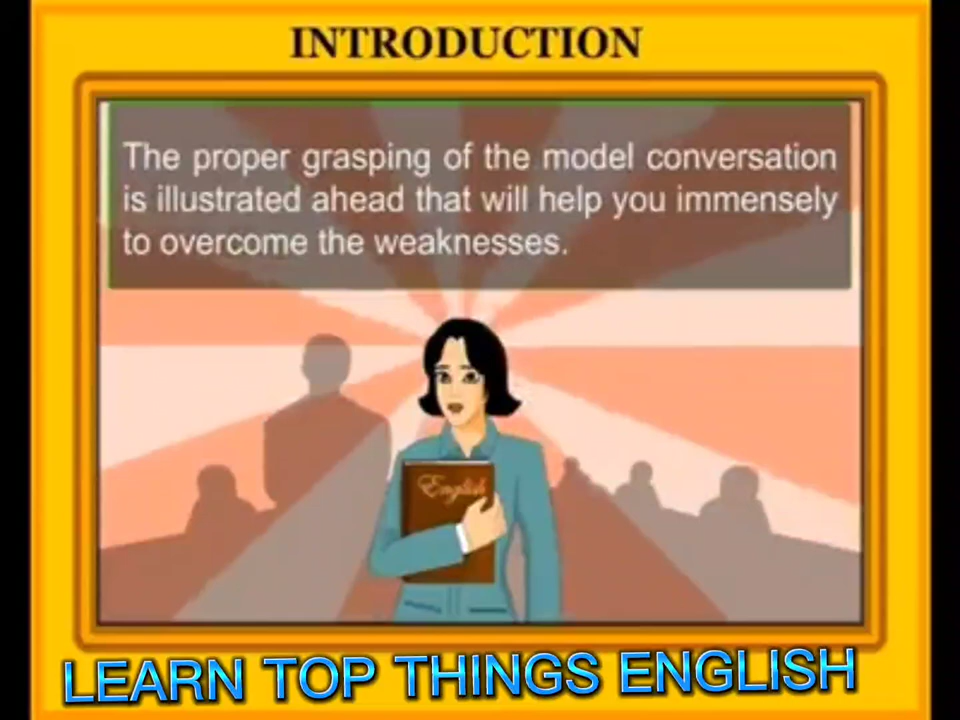 INTRODUCTION
The proper grasping of the model conversation
is illustrated ahead that will help you immensely
to overcome the weaknesses.
English
LEARN TOP THINGS ENGLISH